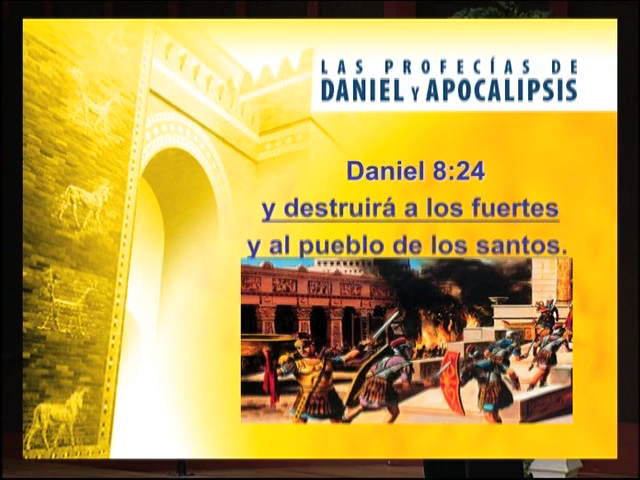 LAS PROFECÍAS DE
DANIEL Y APOCALIPSIS
Daniel 8:24
y destruirá a los fuertes
y al pueblo de los santos.